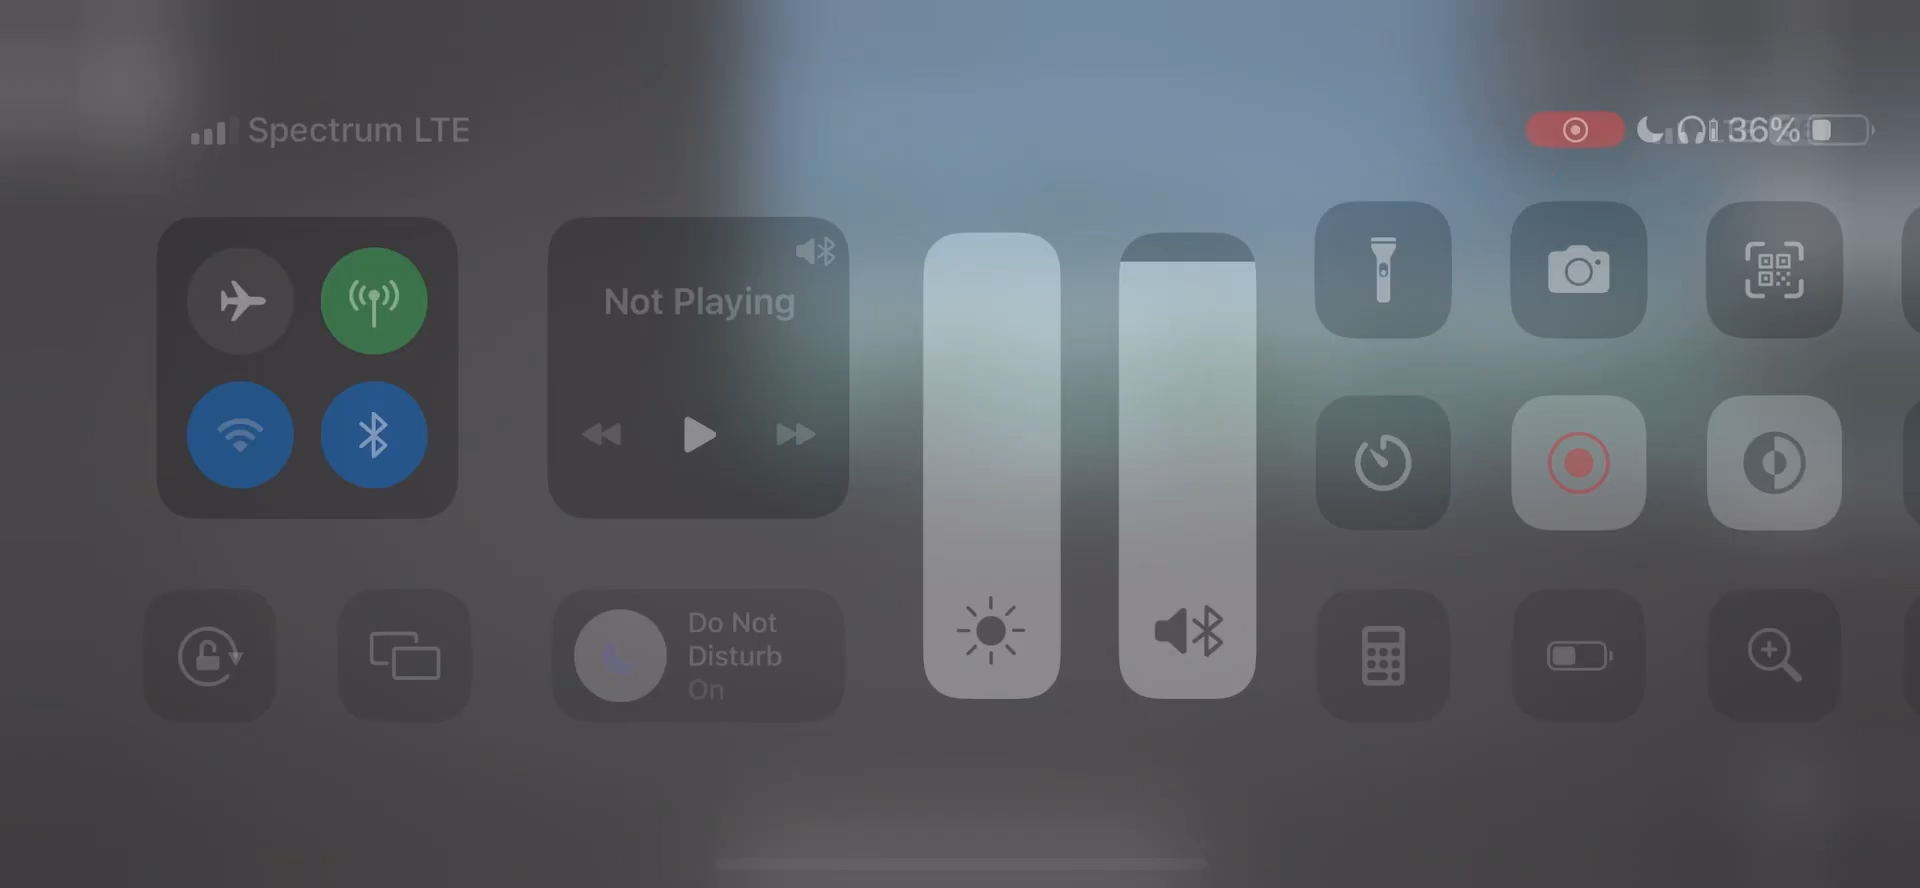 Spectrum LTE
36%
Not Playing
Do Not
Disturb
On